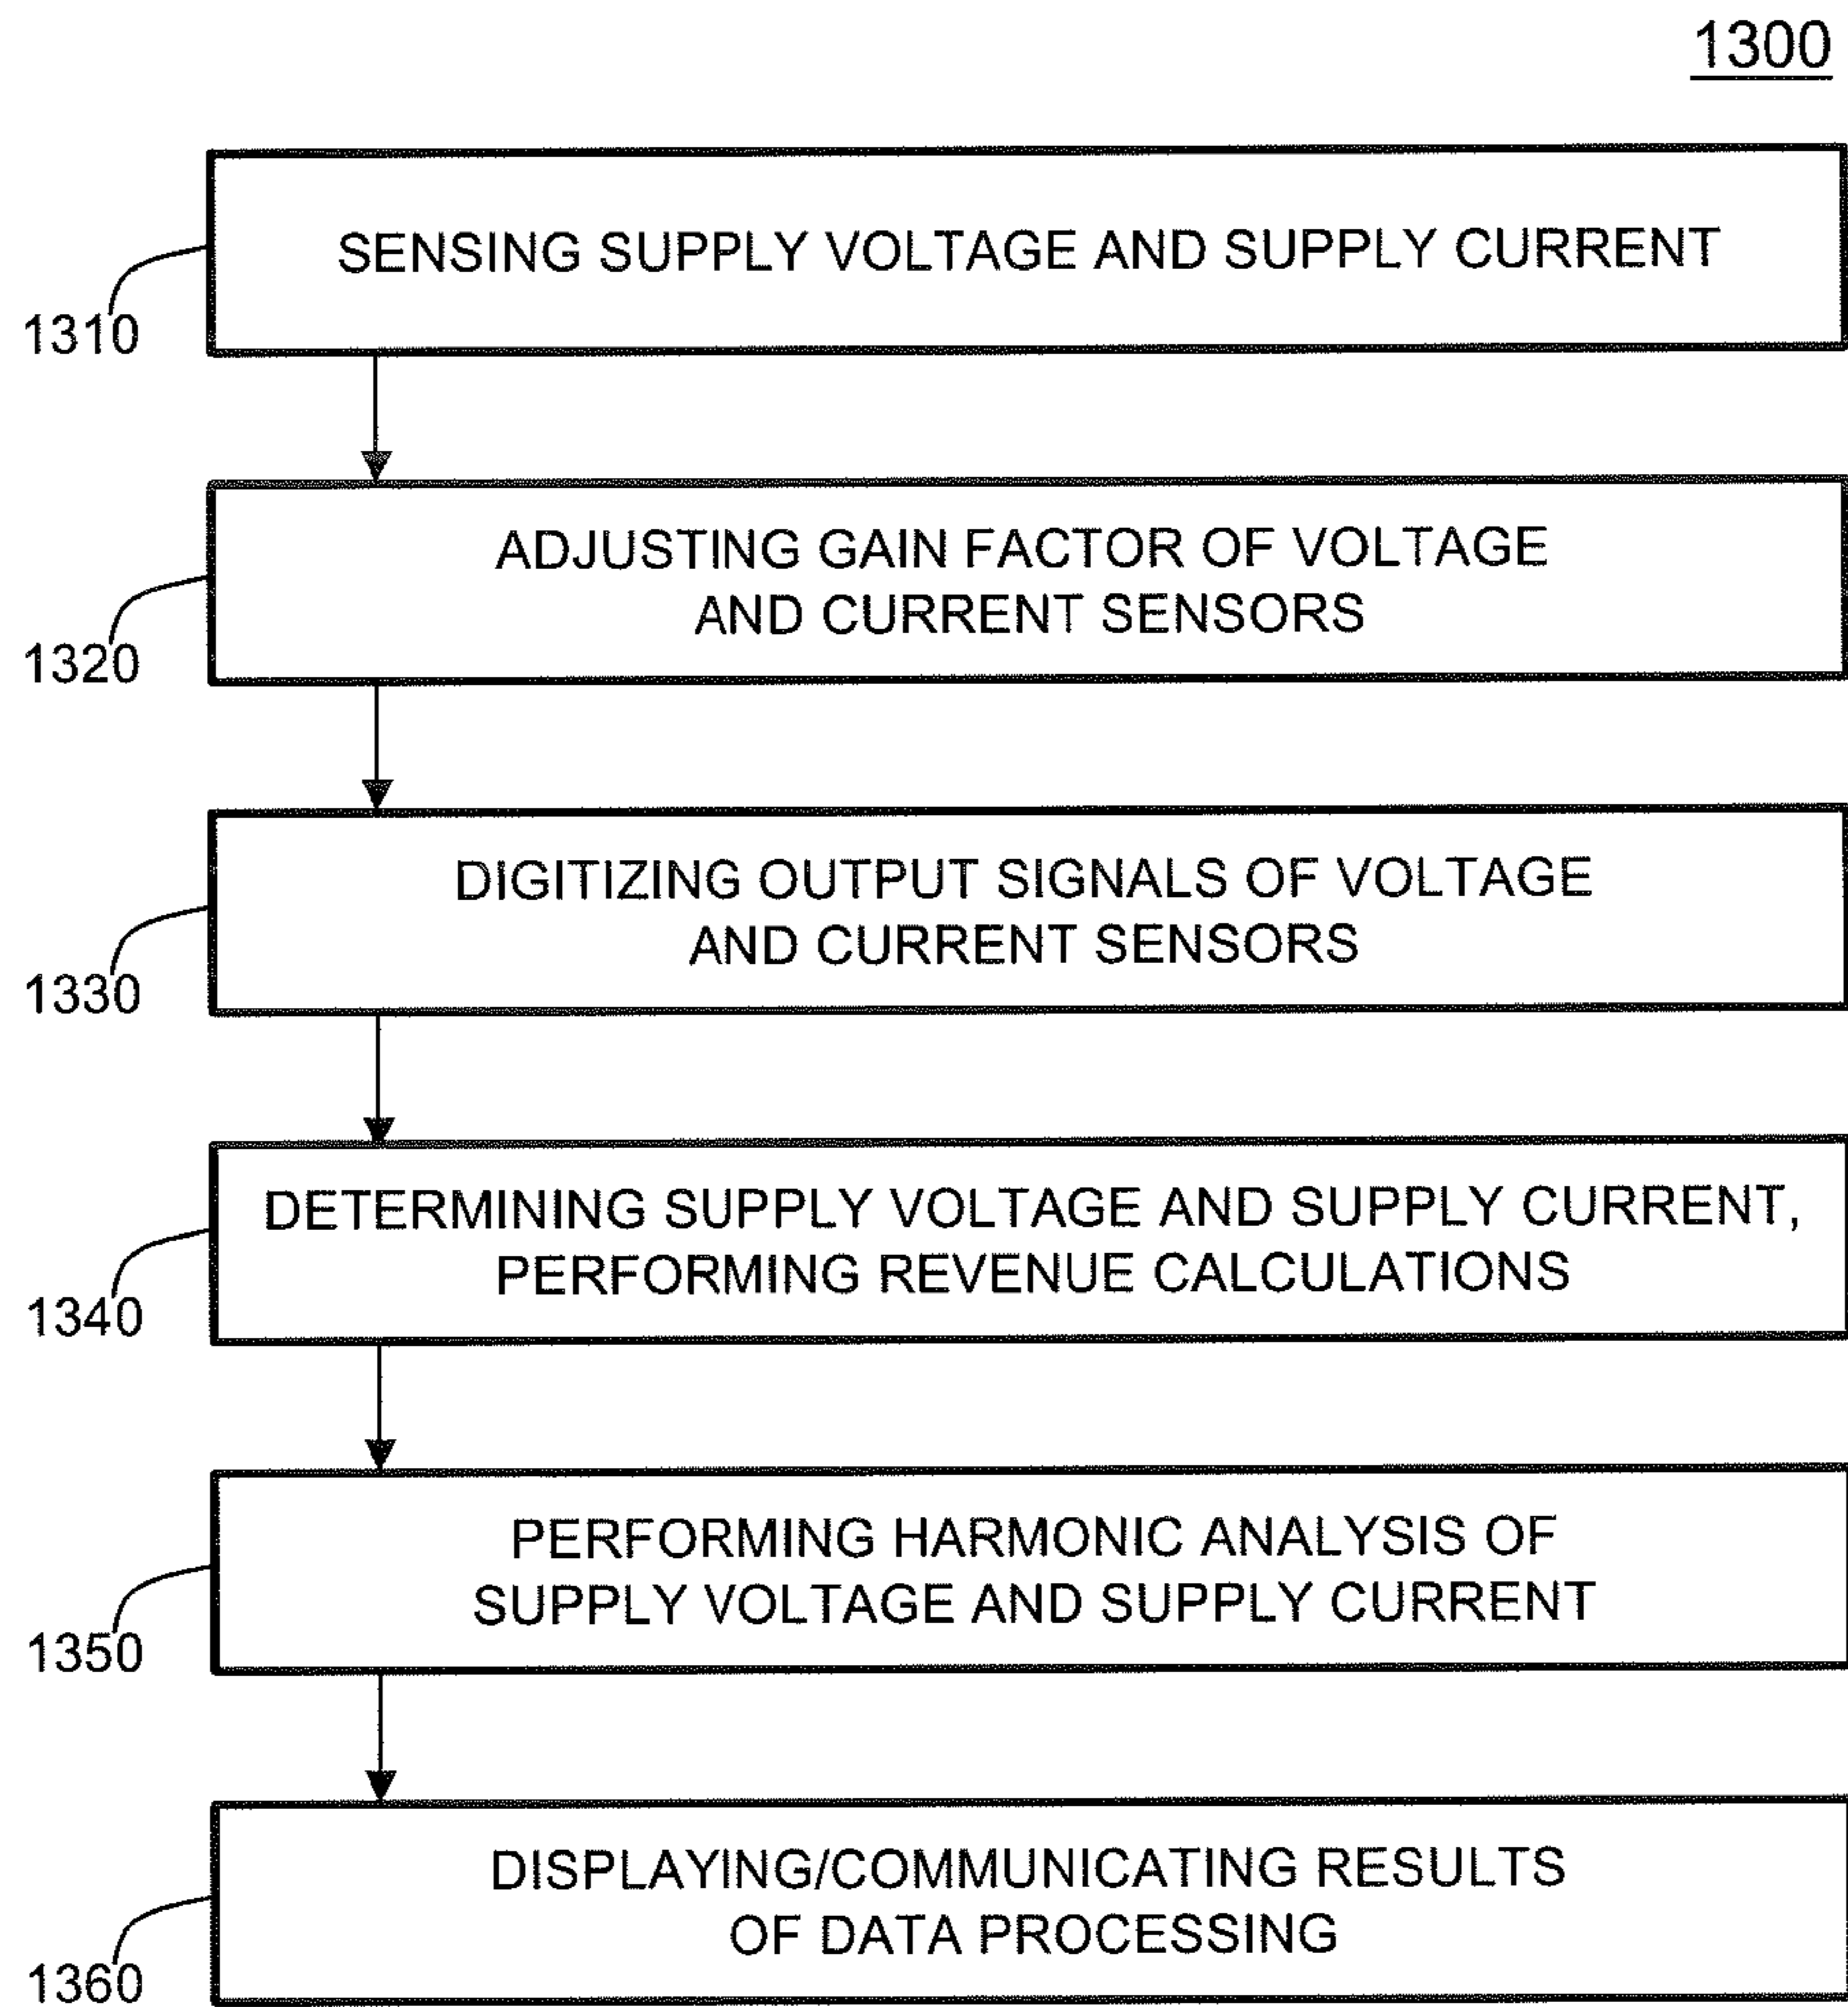 1300
SENSING SUPPLY VOLTAGE AND SUPPLY CURRENT
1310
ADJUSTING GAIN FACTOR OF VOLTAGE
AND CURRENT SENSORS
1320
DIGITIZING OUTPUT SIGNALS OF VOLTAGE
AND CURRENT SENSORS
1330
DETERMINING SUPPLY VOLTAGE AND SUPPLY CURRENT,
PERFORMING REVENUE CALCULATIONS
1340
PERFORMING HARMONIC ANALYSIS OF
SUPPLY VOLTAGE AND SUPPLY CURRENT
1350
DISPLAYING/COMMUNICATING RESULTS
OF DATA PROCESSING
1360